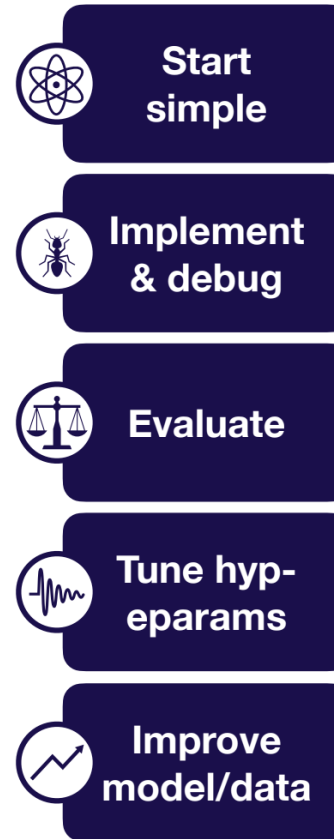 Start
simple
Implement
& debug
Evaluate
Tune hyp-
eparams
Improve
model/data